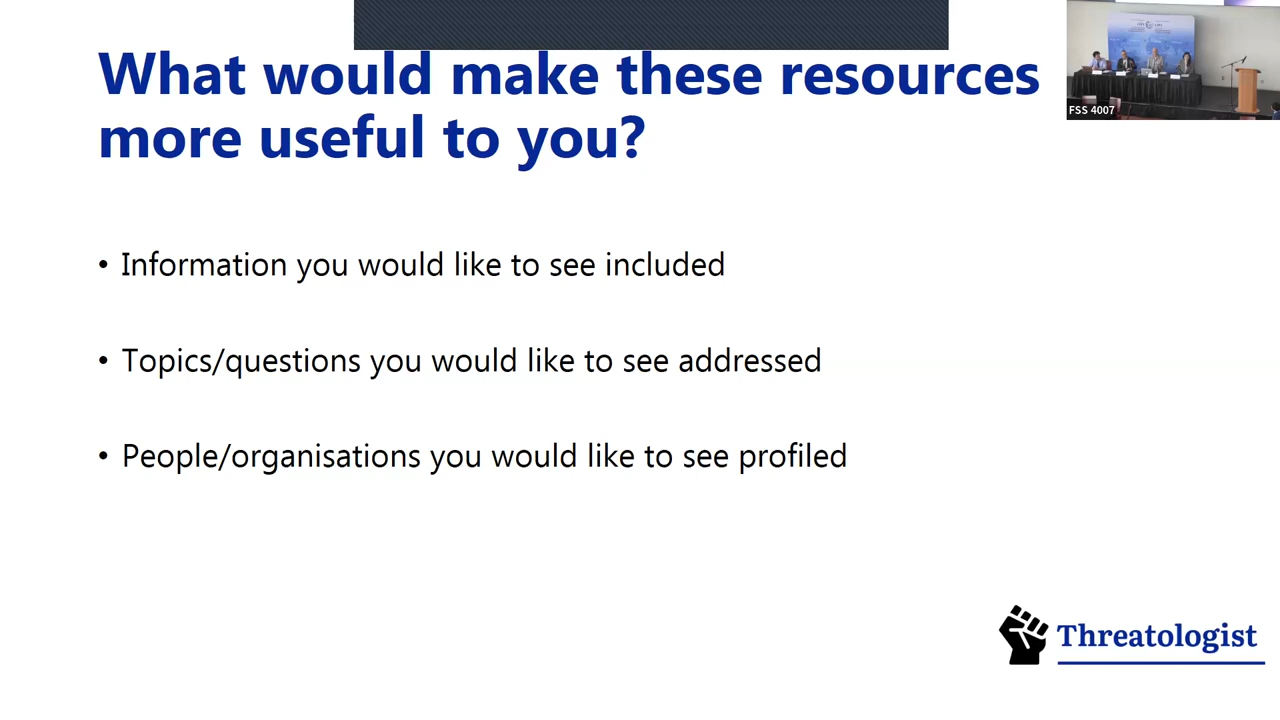 What would make these resources
more useful to you?
FSS 4007
• Information you would like to see included
• Topics/questions you would like to see addressed
• People/organisations you would like to see profiled
Threatologist